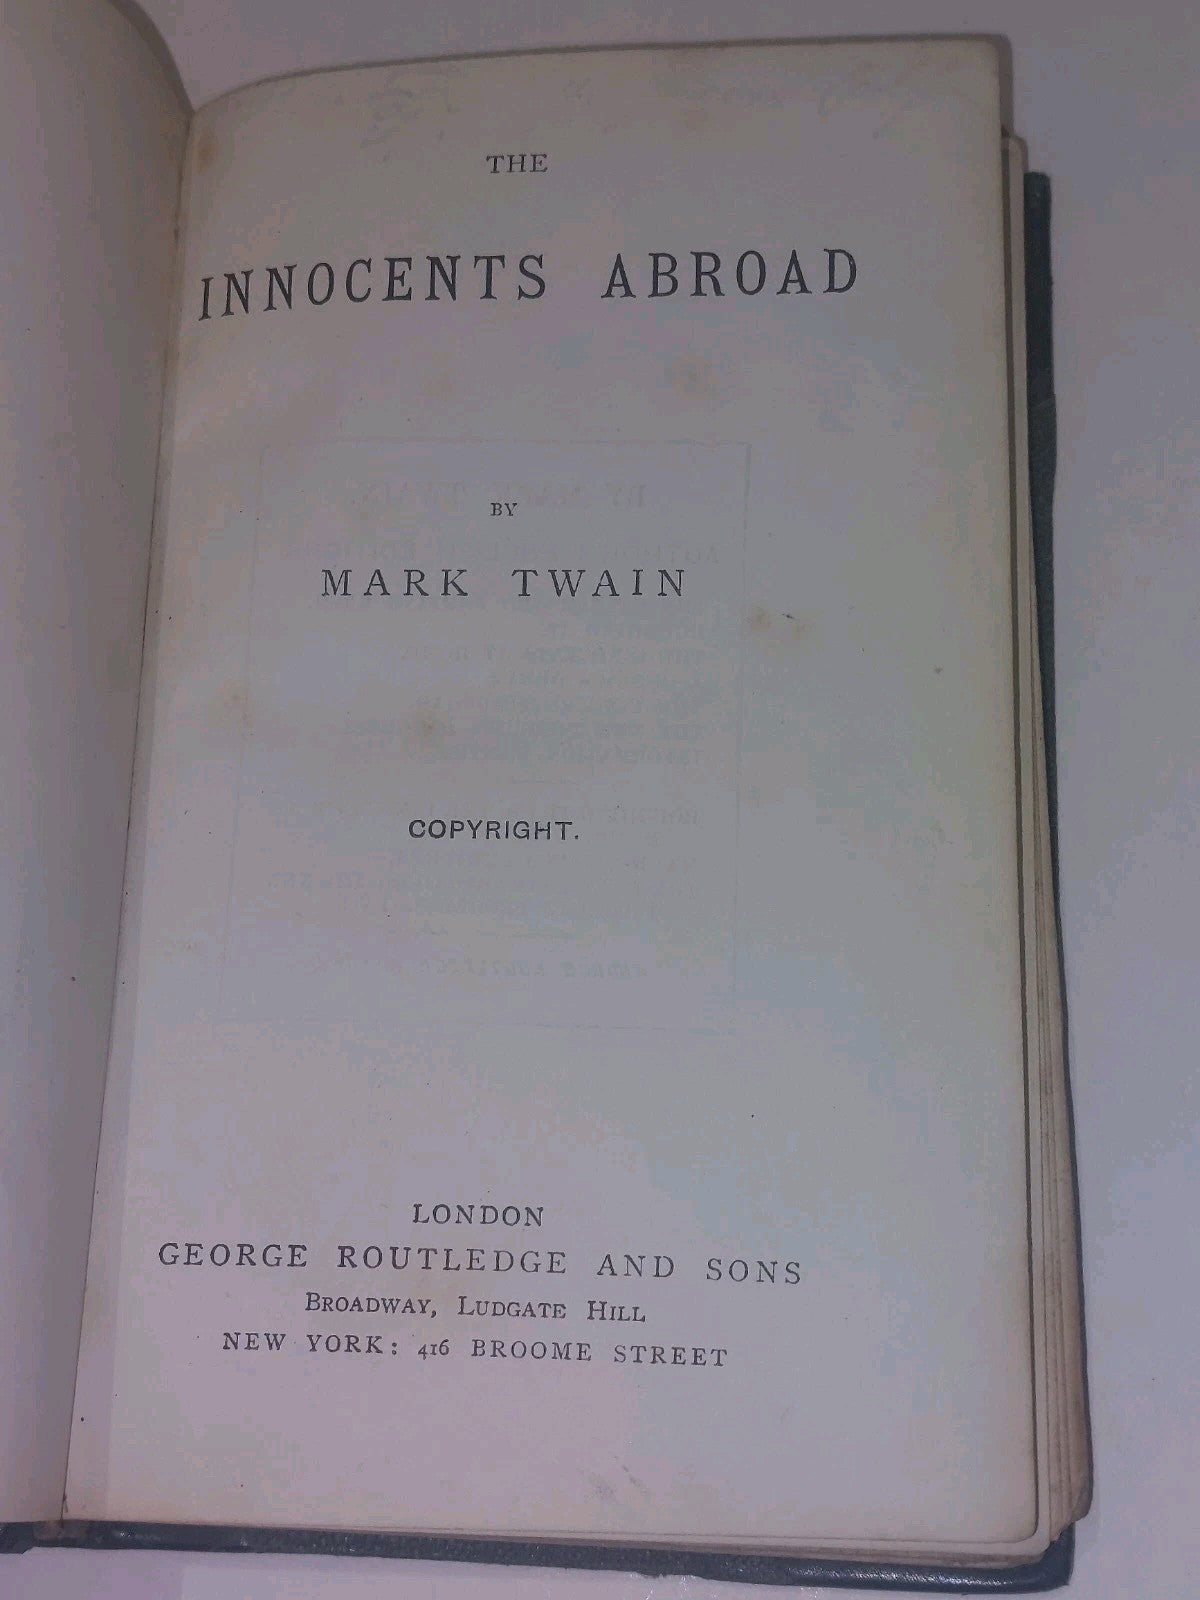 THE
INNOCENTS ABROAD
BY
MARK TWAIN
COPYRIGHT.
LONDON
GEORGE ROUTLEDGE AND SONS
BROADWAY, LUDGATE HILL
NEW YORK: 416 BROOME STREET